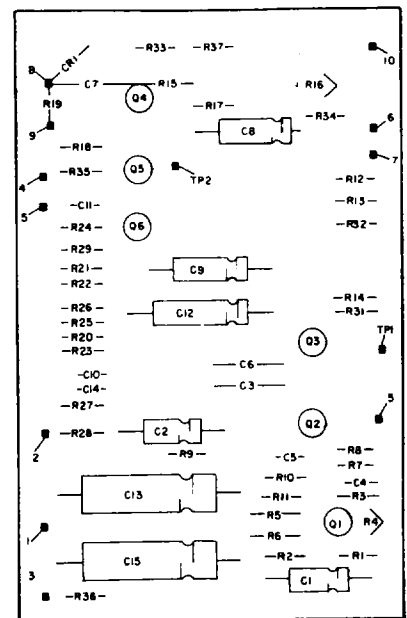 R33 R37
8 CR1 10
C7 R15 R16
R19 Q4
R17
R34
9 C8 6
R18 7
4 R35 Q5 TP2 R12
5 C11 R13
R24 Q6 R32
R29
R21 C9
R22
R26 C12 R14
R25 R31
R20 TP1
R23 Q3
C10 C6
C14 C3
R27 5
2 R28 C2 Q2
R9 C5 R8
R7
C13 R10 C4
R11 R3
R5 Q1 R4
1 R6
3 C15 R2 R1
C1
R36